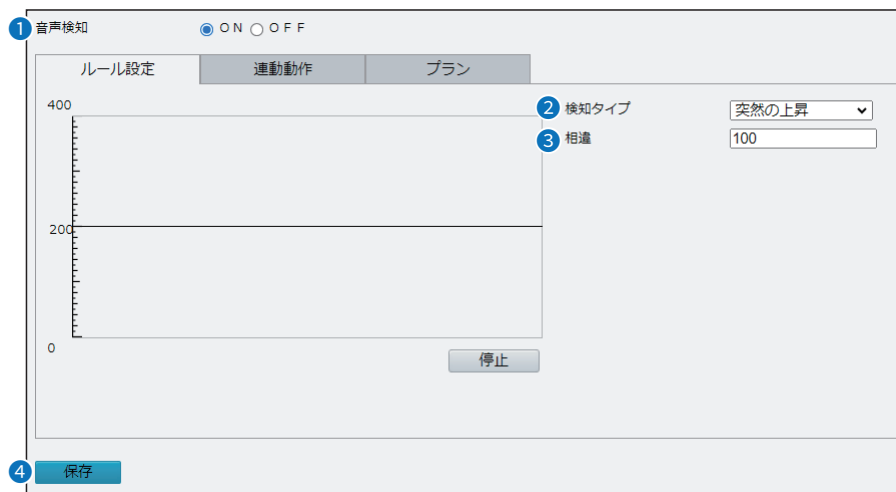 1 音声検知 ON OFF
ルール設定 連動動作 プラン
400
2 検知タイプ 突然の上昇
3 相違 100
200
0
停止
4 保存